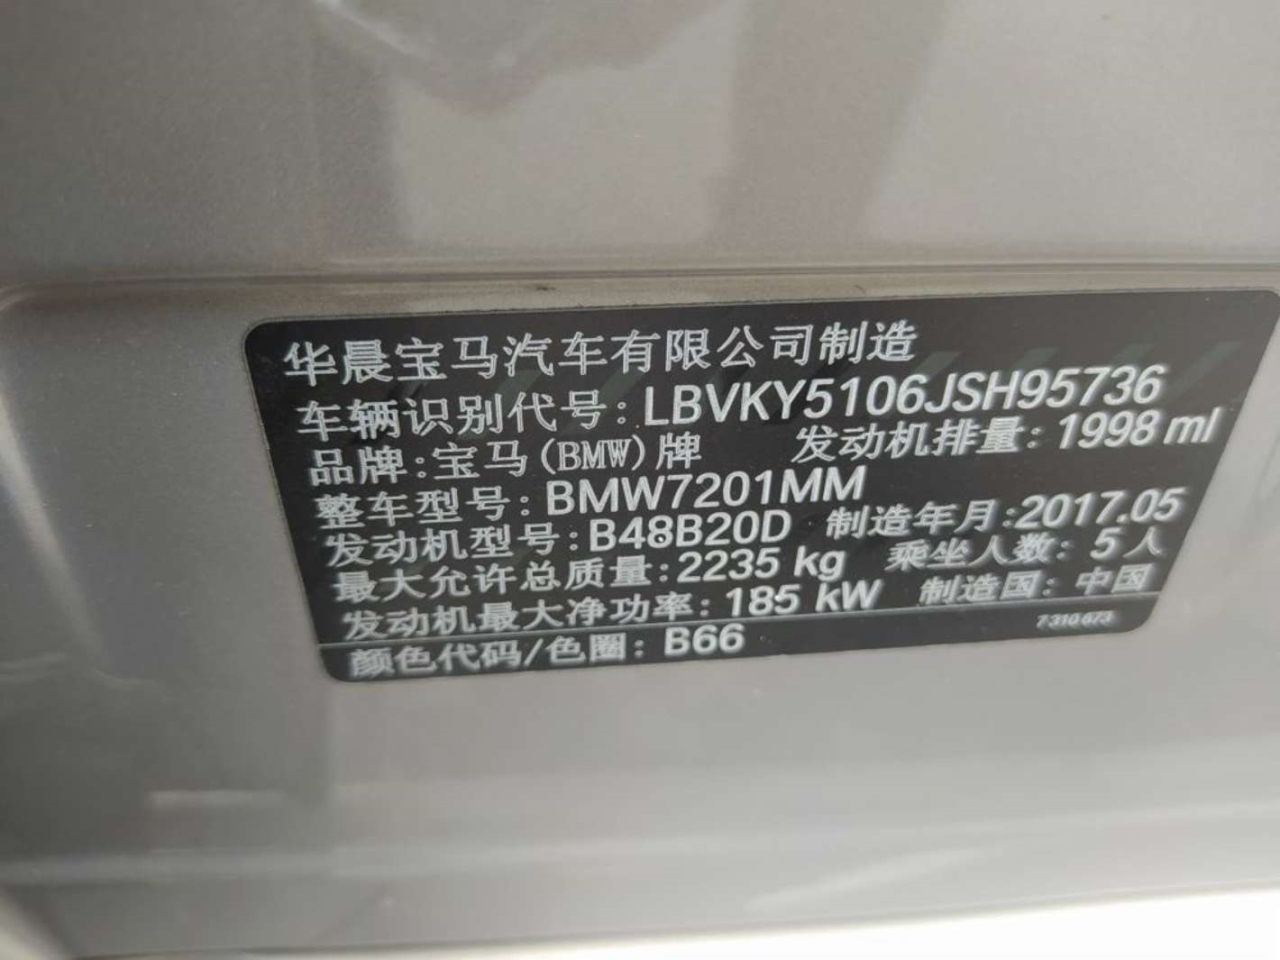 华晨宝马汽车有限公司制造
车辆识别代号: LBVKY5106JSH95736
品牌: 宝马(BMW)牌 发动机排量: 1998 ml
整车型号: BMW7201MM
发动机型号: B48B20D 制造年月: 2017.05
最大允许总质量: 2235 kg 乘坐人数: 5人
发动机最大净功率: 185 kW 制造国: 中国
颜色代码/色圈: B66 7 310 673